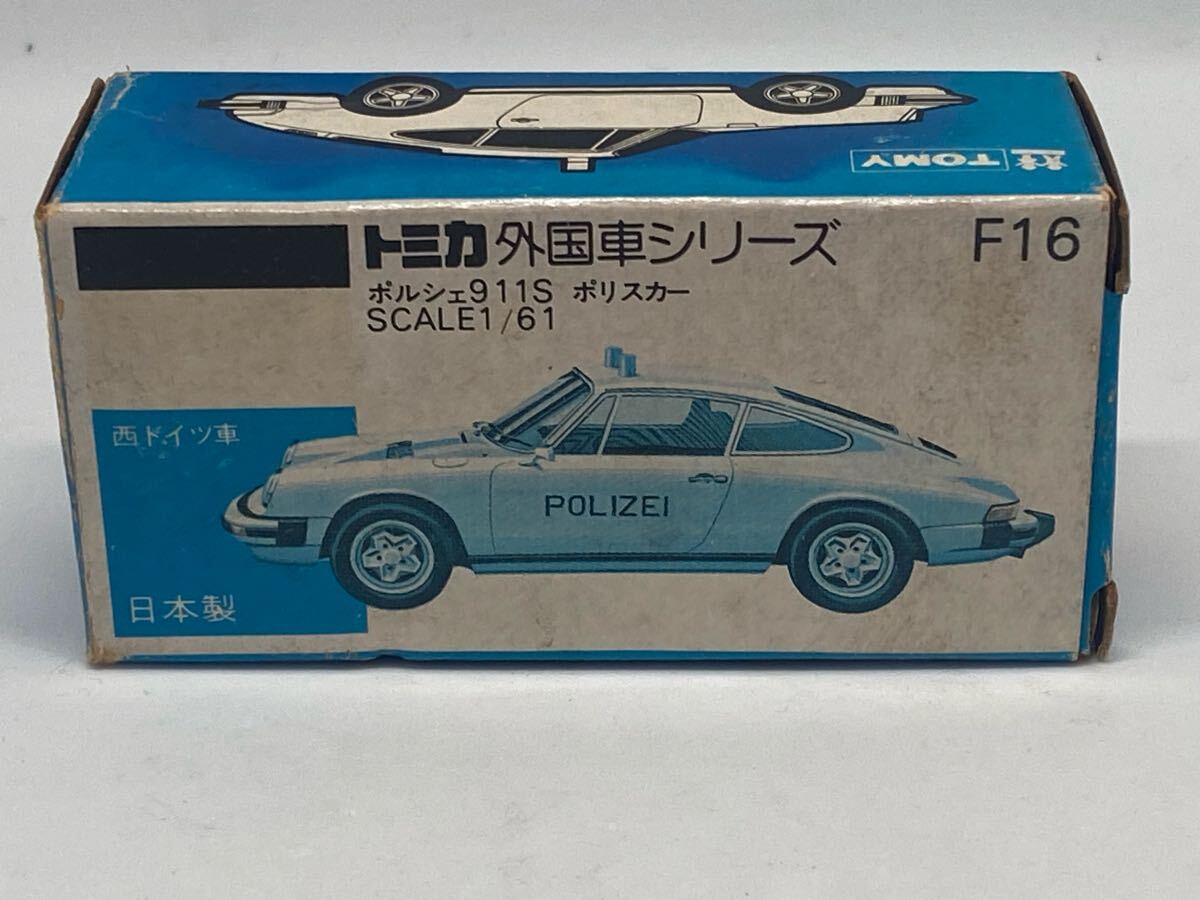 TOMY
トミカ 外国車シリーズ F16
ポルシェ911S ポリスカー
SCALE1/61
西ドイツ車
POLIZEI
日本製